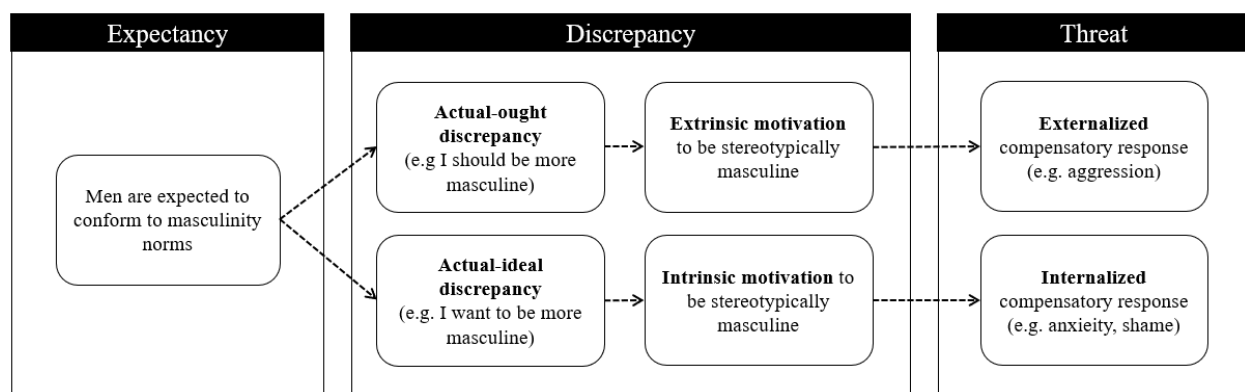 Expectancy
Discrepancy
Threat
Men are expected to
conform to masculinity
norms
Actual-ought
discrepancy
(e.g I should be more
masculine)
Extrinsic motivation
to be stereotypically
masculine
Externalized
compensatory response
(e.g. aggression)
Actual-ideal
discrepancy
(e.g. I want to be more
masculine)
Intrinsic motivation to
be stereotypically
masculine
Internalized
compensatory response
(e.g. anxieity, shame)